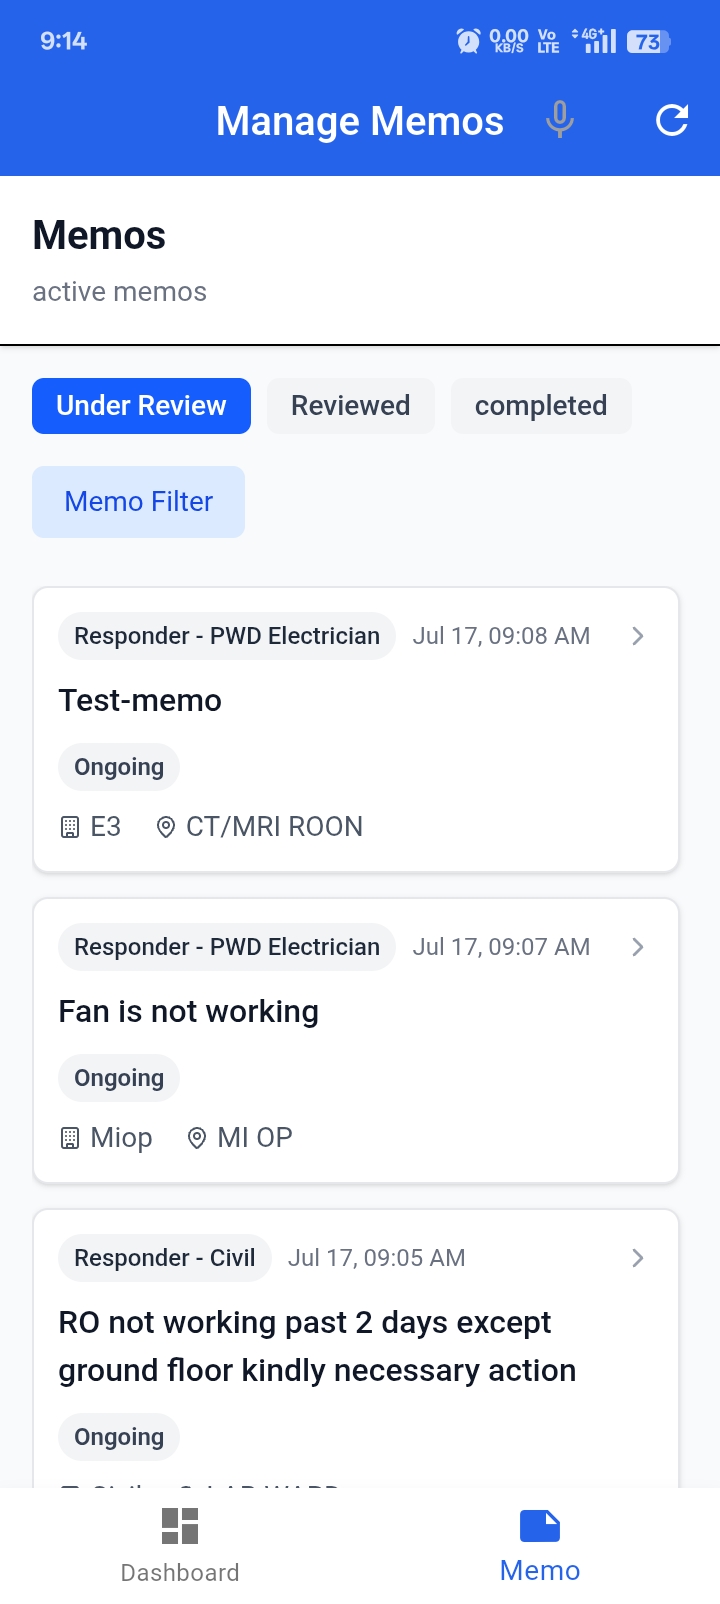 9:14
0.00 KB/S Vo LTE 4G+ 73
Manage Memos
Memos
active memos
Under Review Reviewed completed
Memo Filter
Responder - PWD Electrician Jul 17, 09:08 AM
Test-memo
Ongoing
E3 CT/MRI ROON
Responder - PWD Electrician Jul 17, 09:07 AM
Fan is not working
Ongoing
Miop MI OP
Responder - Civil Jul 17, 09:05 AM
RO not working past 2 days except
ground floor kindly necessary action
Ongoing
Dashboard Memo